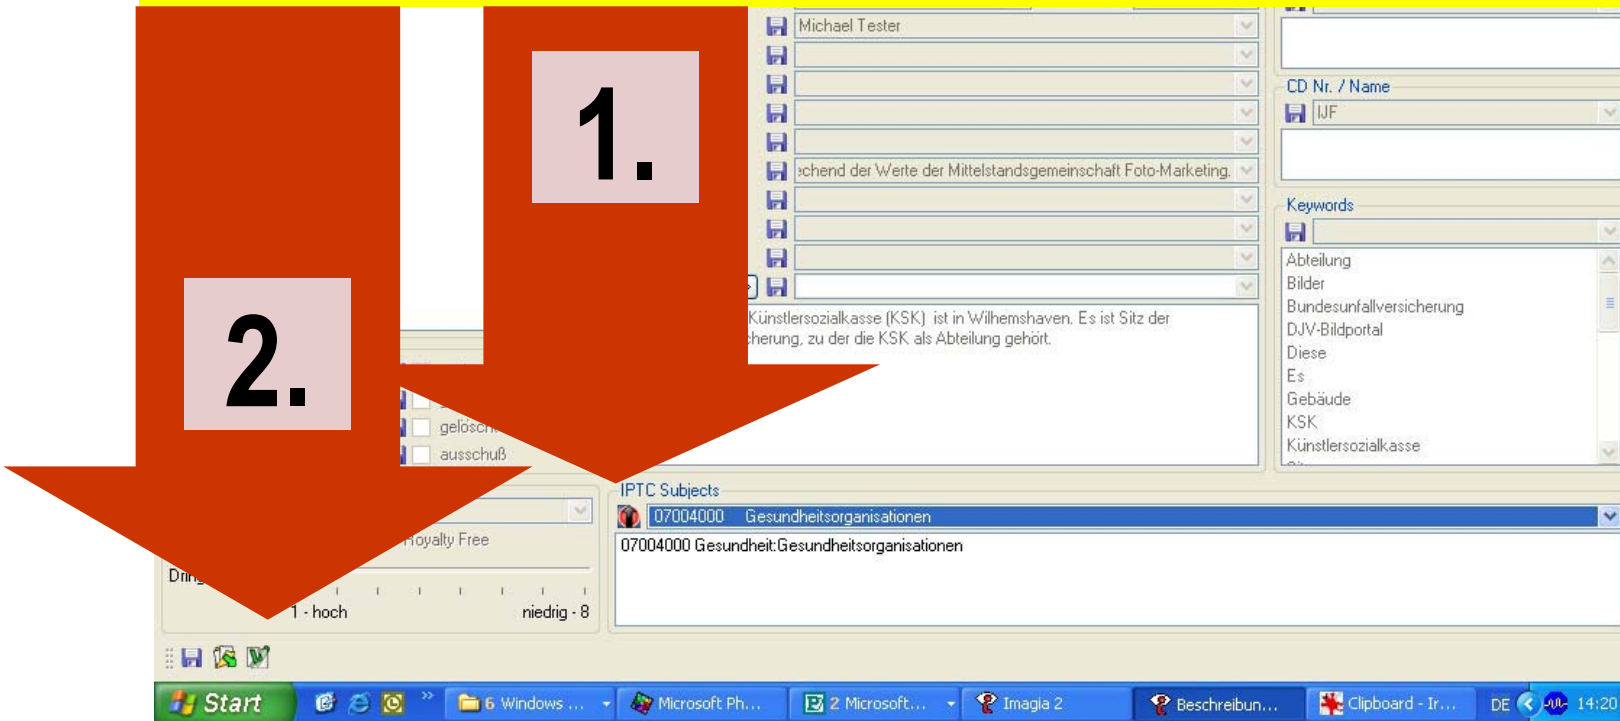 1.
2.
Michael Tester
echend der Werte der Mittelstandsgemeinschaft Foto-Marketing.
Künstlersozialkasse (KSK) ist in Wilhemshaven. Es ist Sitz der
cherung, zu der die KSK als Abteilung gehört.
CD Nr. / Name
IJF
Keywords
Abteilung
Bilder
Bundesunfallversicherung
DJV-Bildportal
Diese
Es
Gebäude
KSK
Künstlersozialkasse
gelösch
ausschuß
Royalty Free
Dring
1 - hoch
niedrig - 8
IPTC Subjects
07004000 Gesundheitsorganisationen
07004000 Gesundheit:Gesundheitsorganisationen
Start
6 Windows ...
Microsoft Ph...
2 Microsoft...
Imagia 2
Beschreibun...
Clipboard - Ir...
DE
14:20